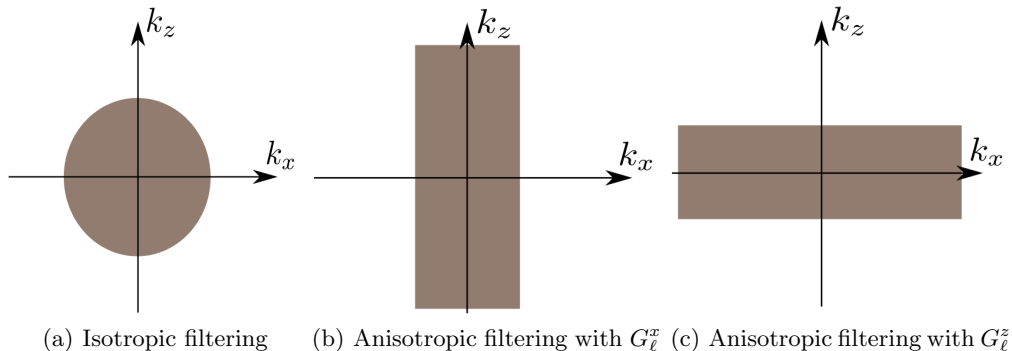 k_z
k_x
k_z
k_x
k_z
k_x
(a) Isotropic filtering
(b) Anisotropic filtering with G_ℓ^x
(c) Anisotropic filtering with G_ℓ^z